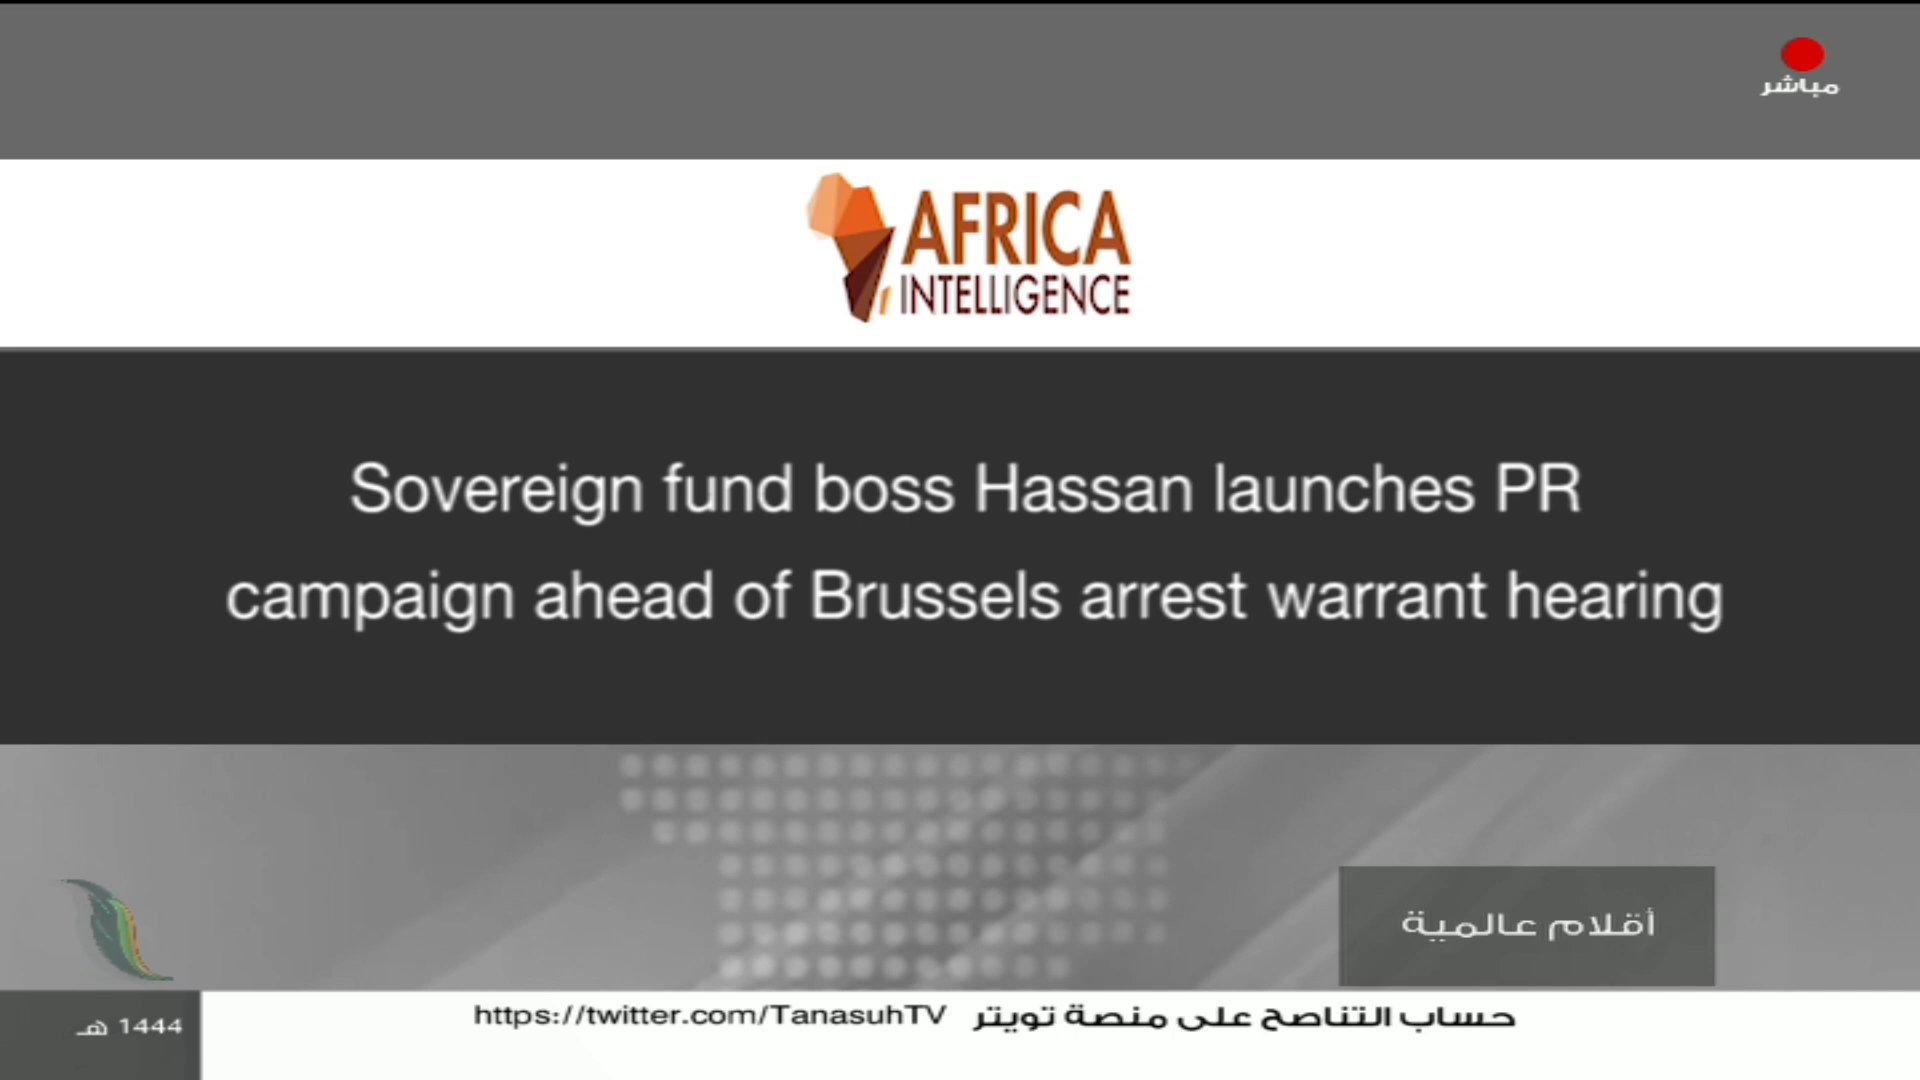 مباشر
AFRICA
INTELLIGENCE
Sovereign fund boss Hassan launches PR
campaign ahead of Brussels arrest warrant hearing
أقلام عالمية
حساب التناصح على منصة تويتر https://twitter.com/TanasuhTV
1444 هـ